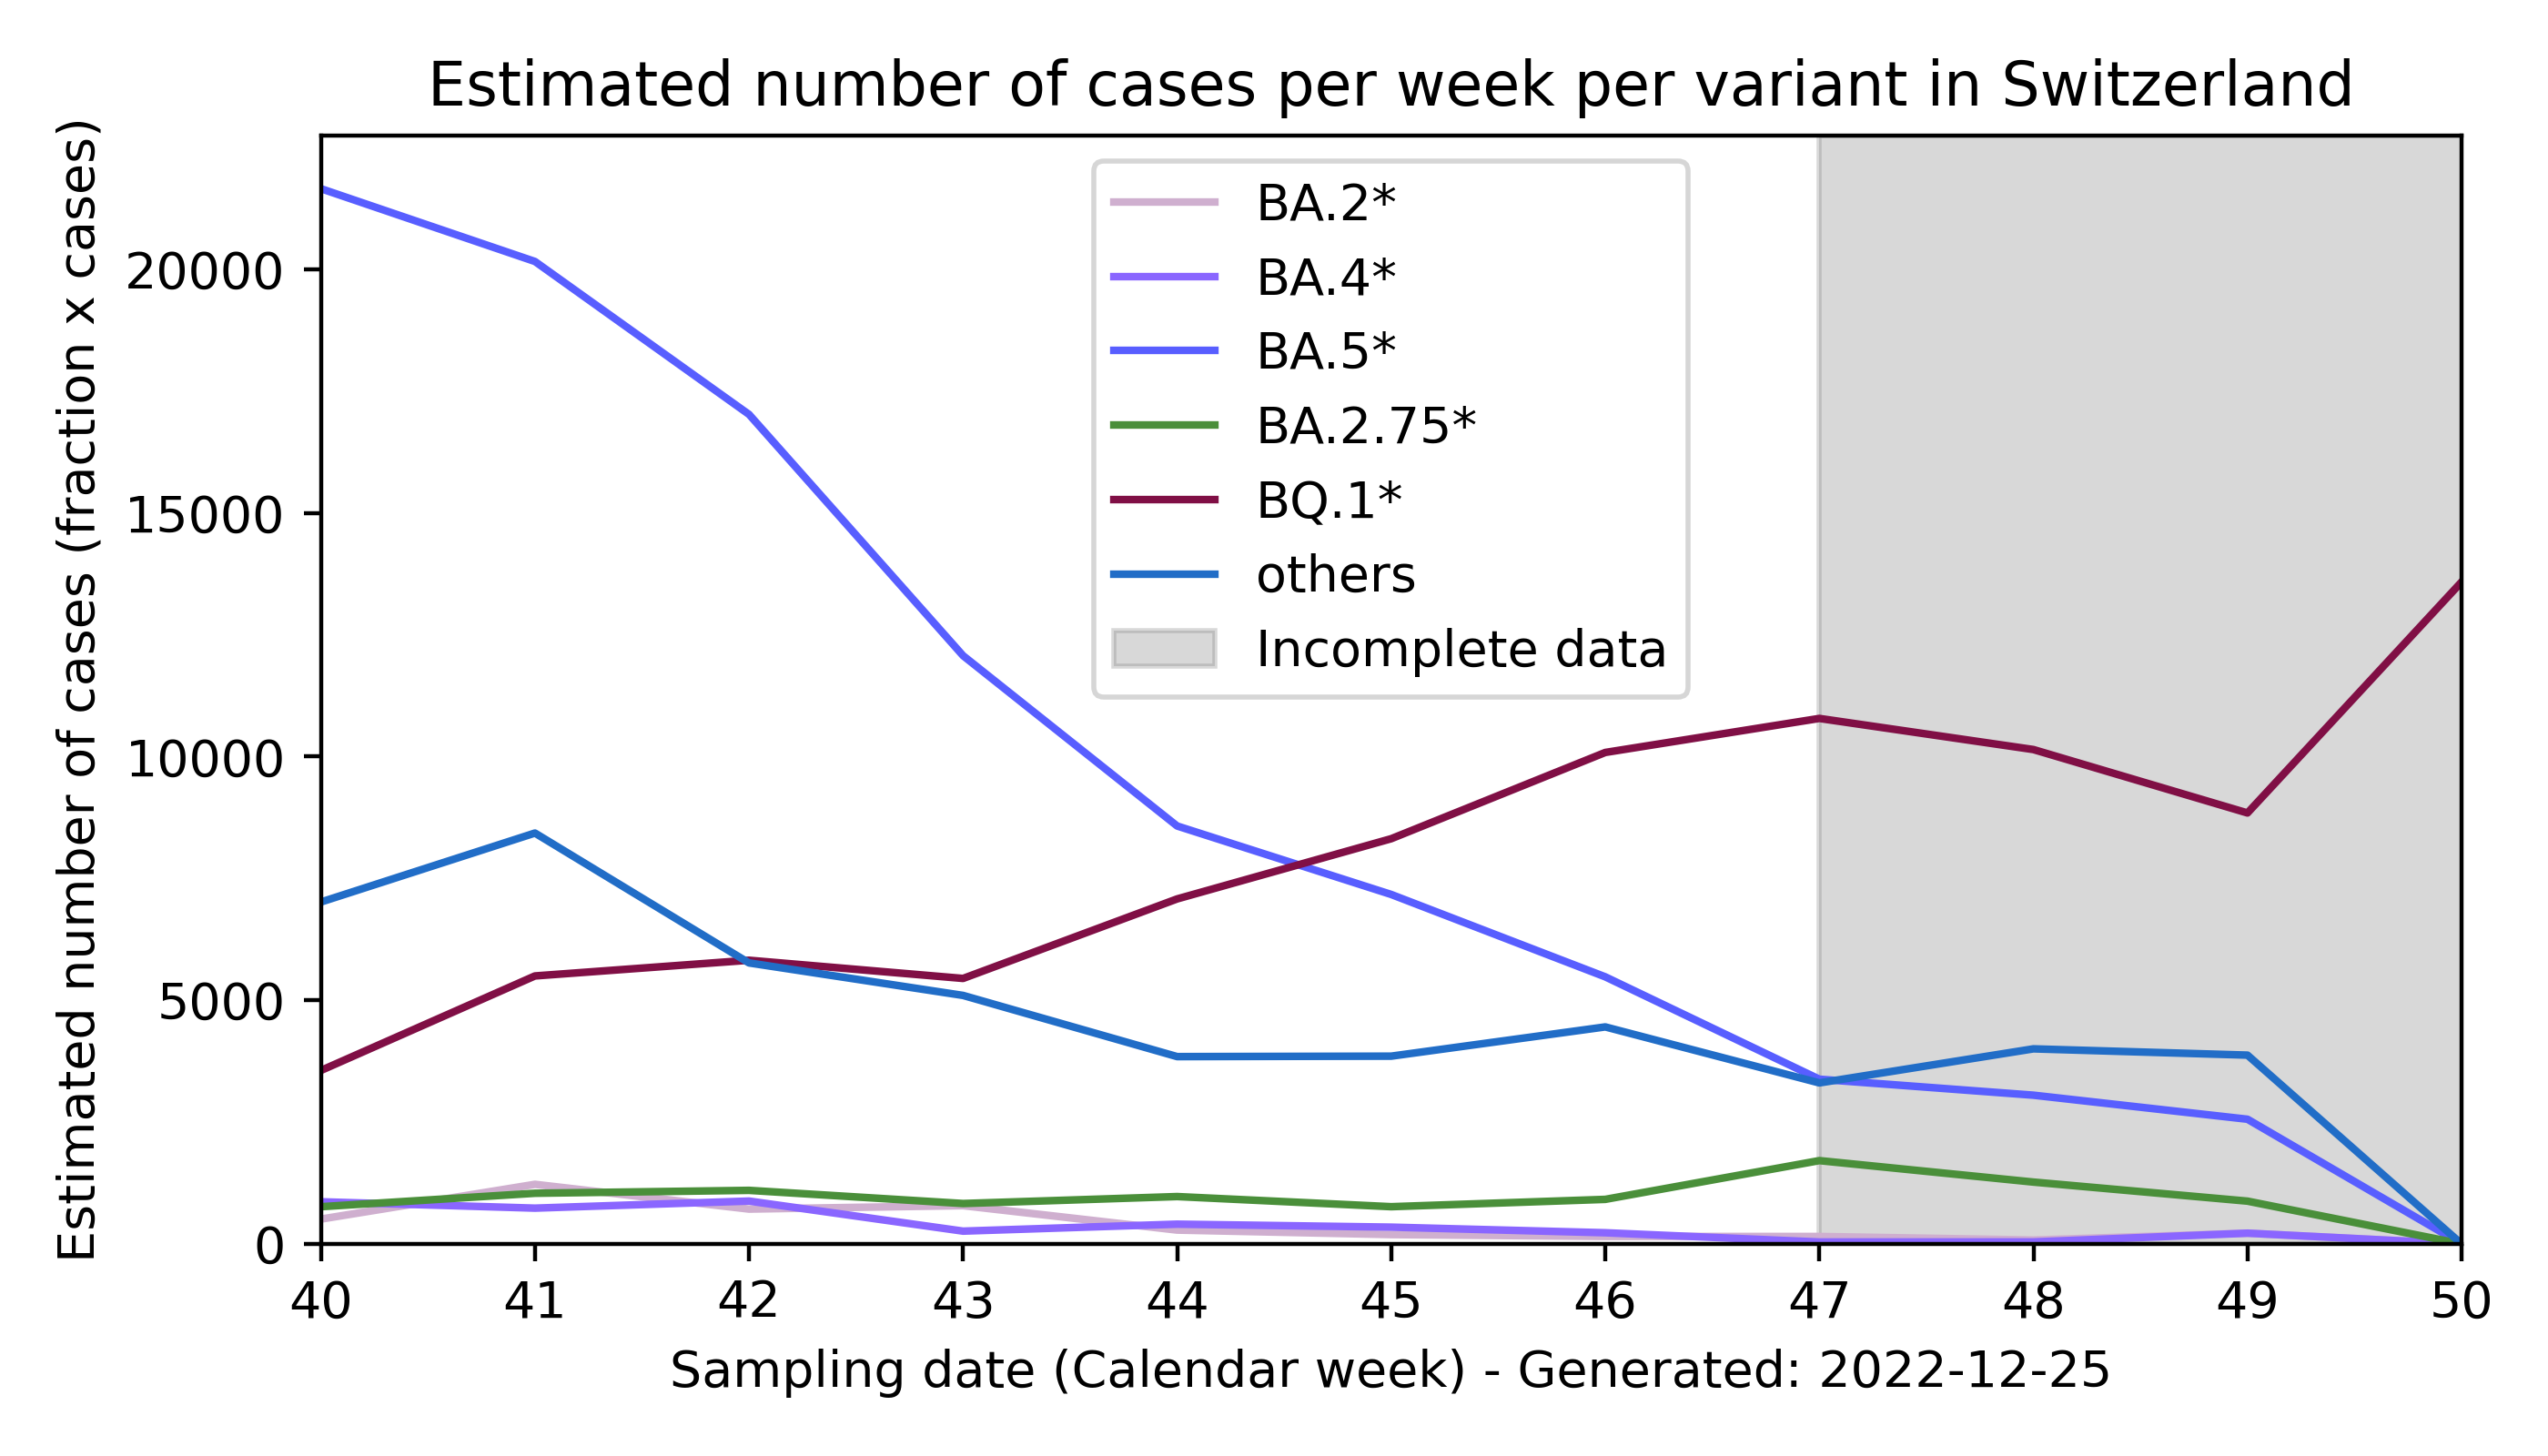 Estimated number of cases per week per variant in Switzerland
Estimated number of cases (fraction x cases)
20000
15000
10000
5000
0
BA.2*
BA.4*
BA.5*
BA.2.75*
BQ.1*
others
Incomplete data
40 41 42 43 44 45 46 47 48 49 50
Sampling date (Calendar week) - Generated: 2022-12-25